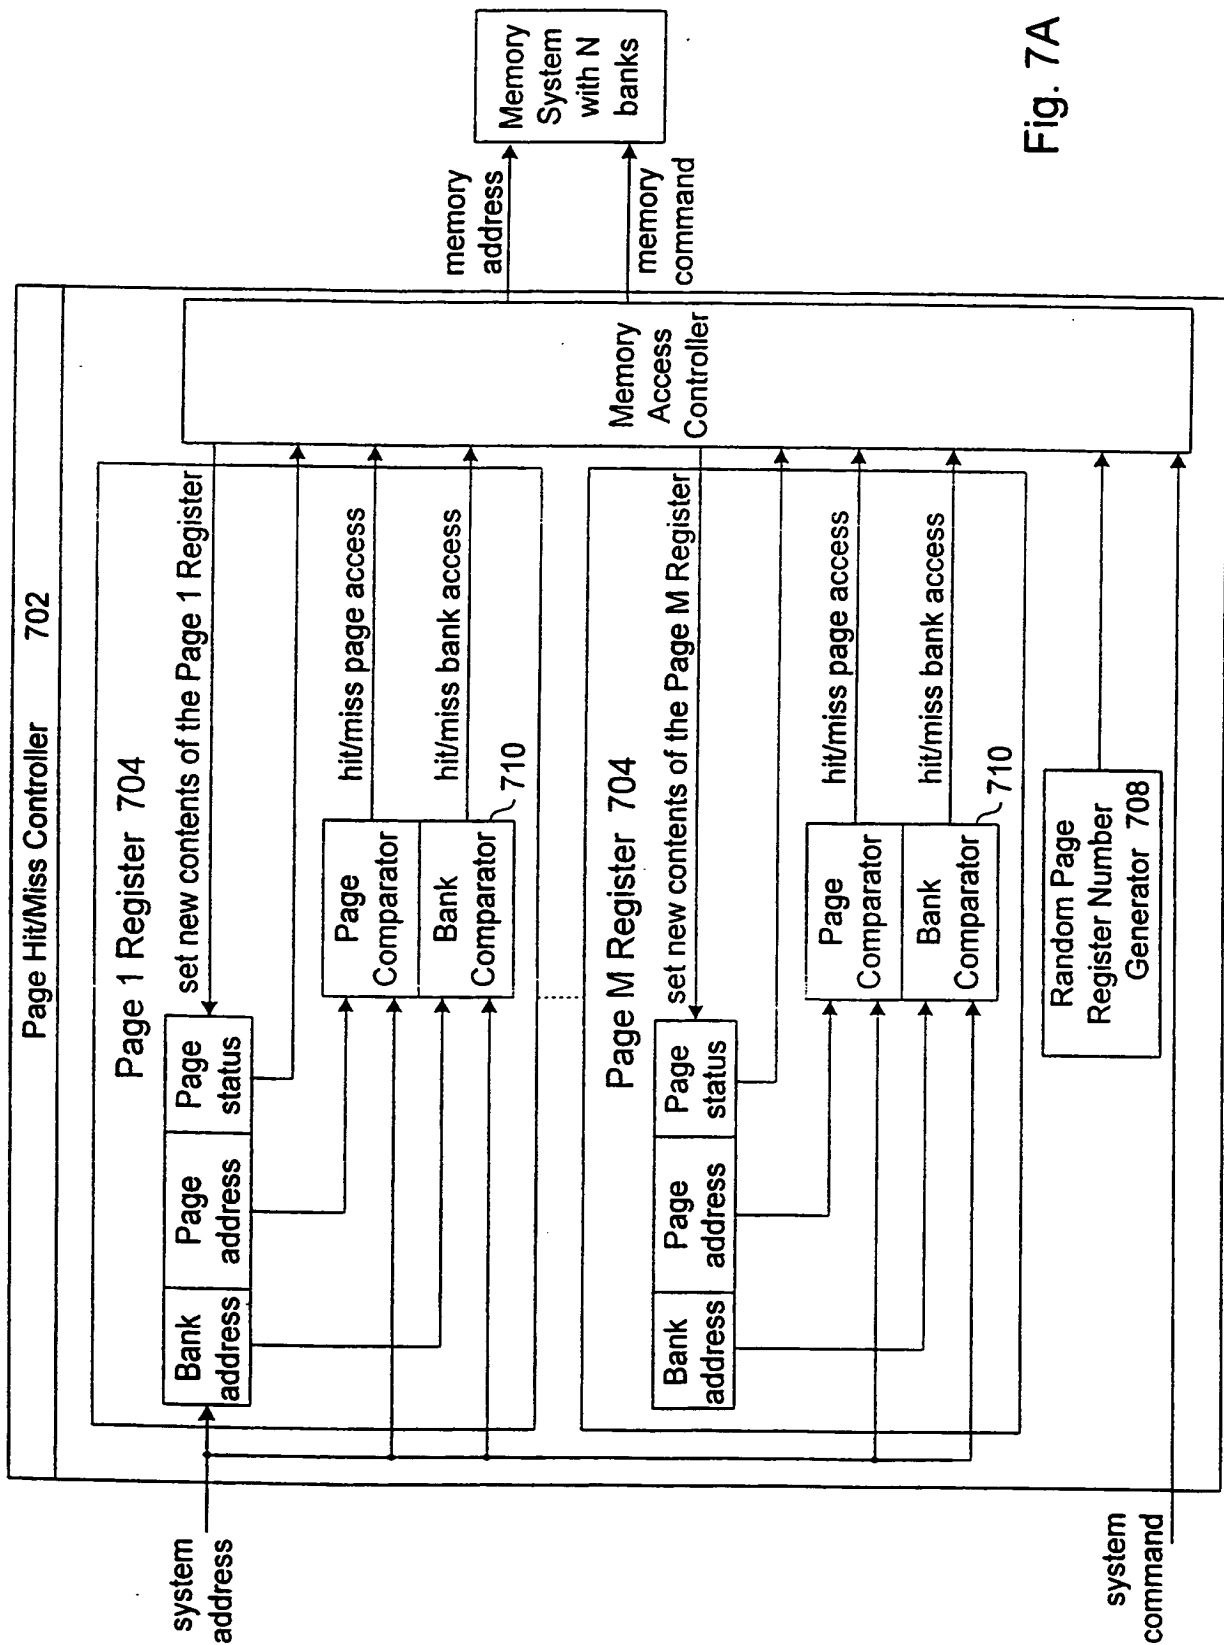 Page Hit/Miss Controller 702
system
address
Page 1 Register 704
set new contents of the Page 1 Register
Bank
address
Page
address
Page
status
Page
Comparator
Bank
Comparator
710
hit/miss page access
hit/miss bank access
Page M Register 704
set new contents of the Page M Register
Bank
address
Page
address
Page
status
Page
Comparator
Bank
Comparator
710
hit/miss page access
hit/miss bank access
Random Page
Register Number
Generator 708
system
command
Memory
Access
Controller
memory
address
memory
command
Memory
System
with N
banks
Fig. 7A